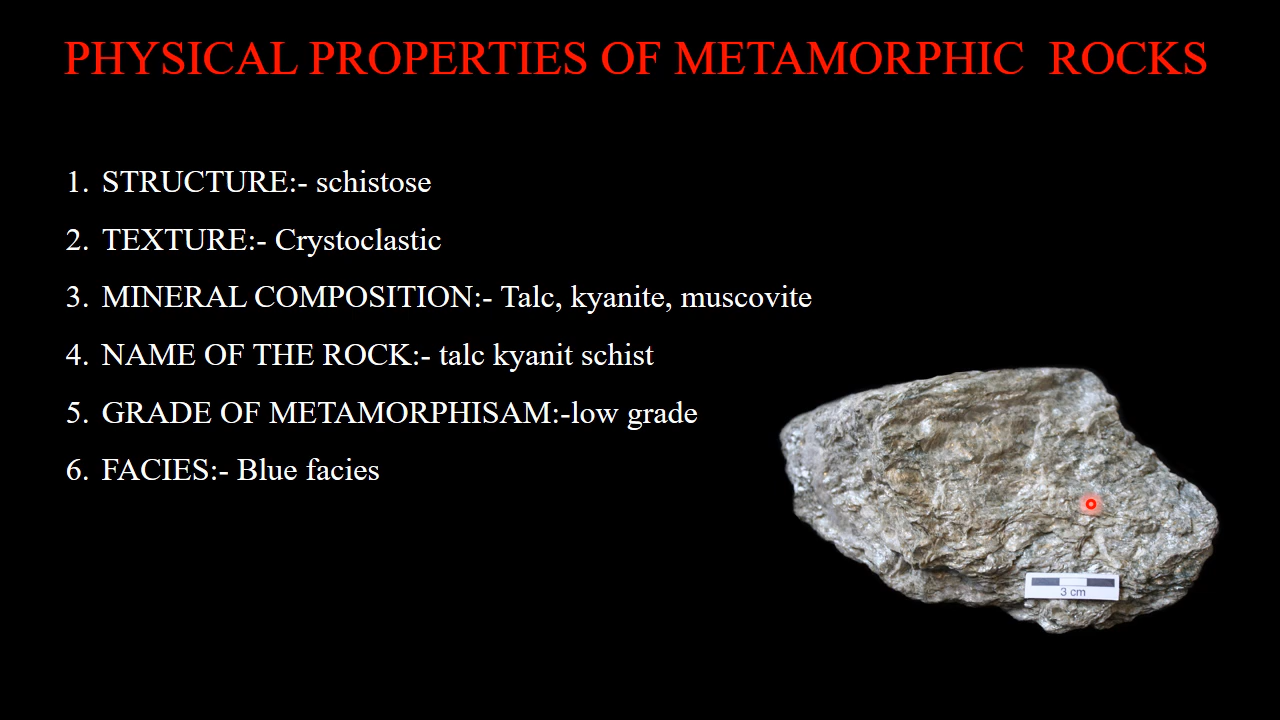 PHYSICAL PROPERTIES OF METAMORPHIC ROCKS
1. STRUCTURE:- schistose
2. TEXTURE:- Crystoclastic
3. MINERAL COMPOSITION:- Talc, kyanite, muscovite
4. NAME OF THE ROCK:- talc kyanit schist
5. GRADE OF METAMORPHISAM:-low grade
6. FACIES:- Blue facies
3 cm